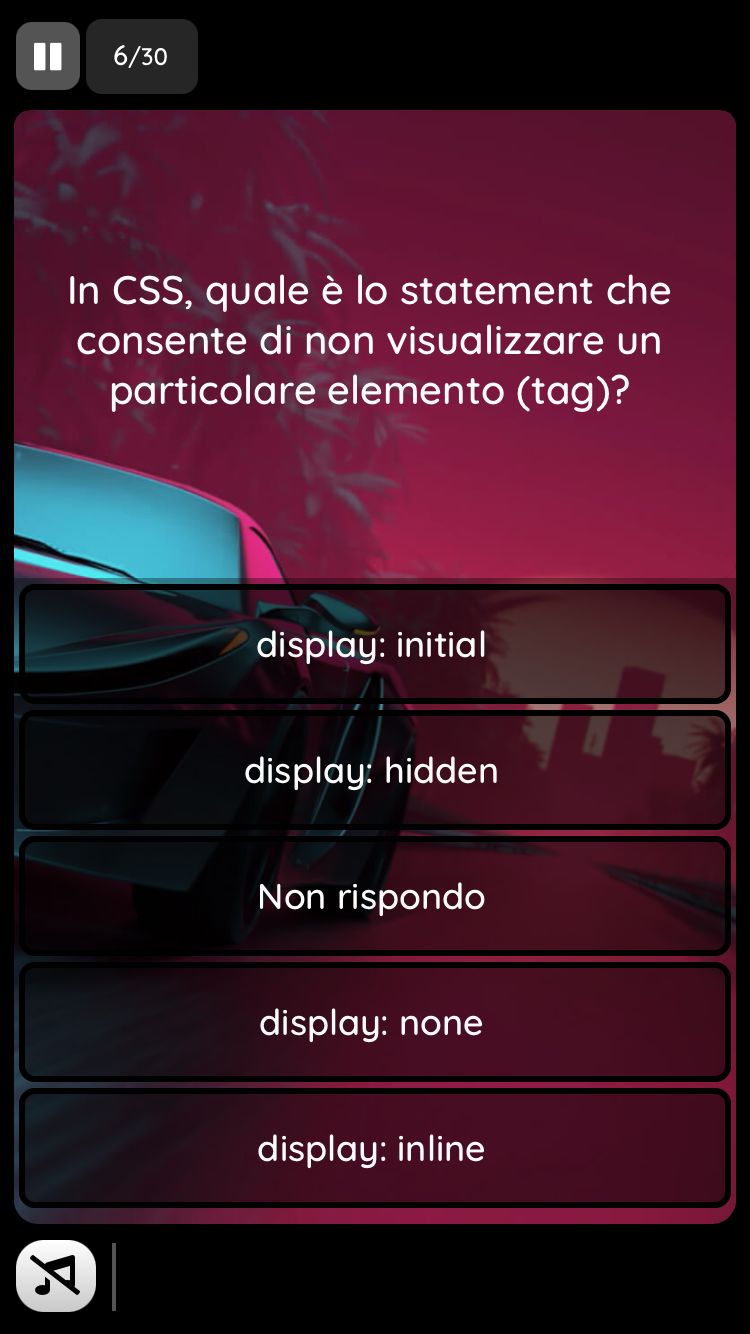 6/30
In CSS, quale è lo statement che
consente di non visualizzare un
particolare elemento (tag)?
display: initial
display: hidden
Non rispondo
display: none
display: inline